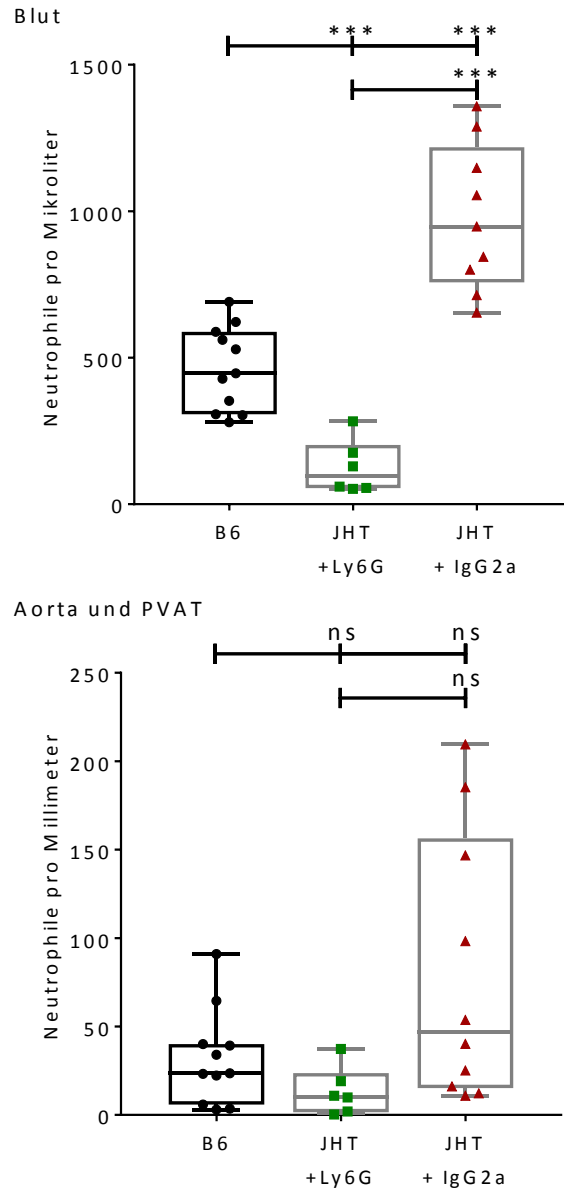 Blut
*** ***
***
1500
1000
500
0
Neutrophile pro Mikroliter
B6 JHT JHT
+Ly6G + IgG2a
Aorta und PVAT
ns ns
ns
250
200
150
100
50
0
Neutrophile pro Millimeter
B6 JHT JHT
+Ly6G + IgG2a